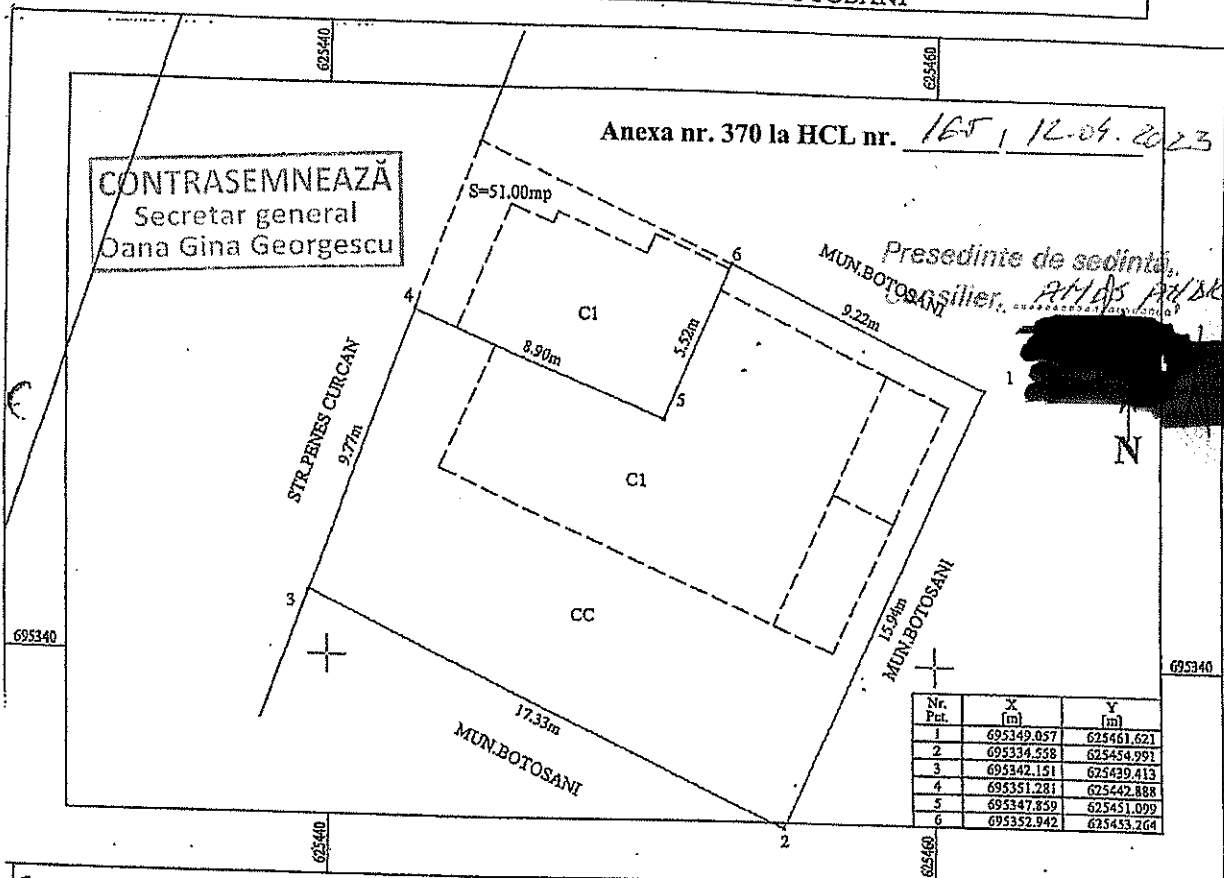 625440
625460
Anexa nr. 370 la HCL nr. 165, 12.04.2023
CONTRASEMNEAZĂ
Secretar general
Oana Gina Georgescu
S=51.00mp
Presedinte de sedintă,
Consilier,
MUN.BOTOSANI
6
9.22m
4
C1
5.52m
1
8.90m
5
STR.PENES CURCAN
9.77m
N
C1
3
CC
15.94m
MUN.BOTOSANI
695340
695340
17.33m
MUN.BOTOSANI
2
Nr. Pct. X [m] Y [m]
1 695349.057 625461.621
2 695334.558 625454.991
3 695342.151 625439.413
4 695351.281 625442.888
5 695347.859 625451.099
6 695352.942 625453.264
625440
625460